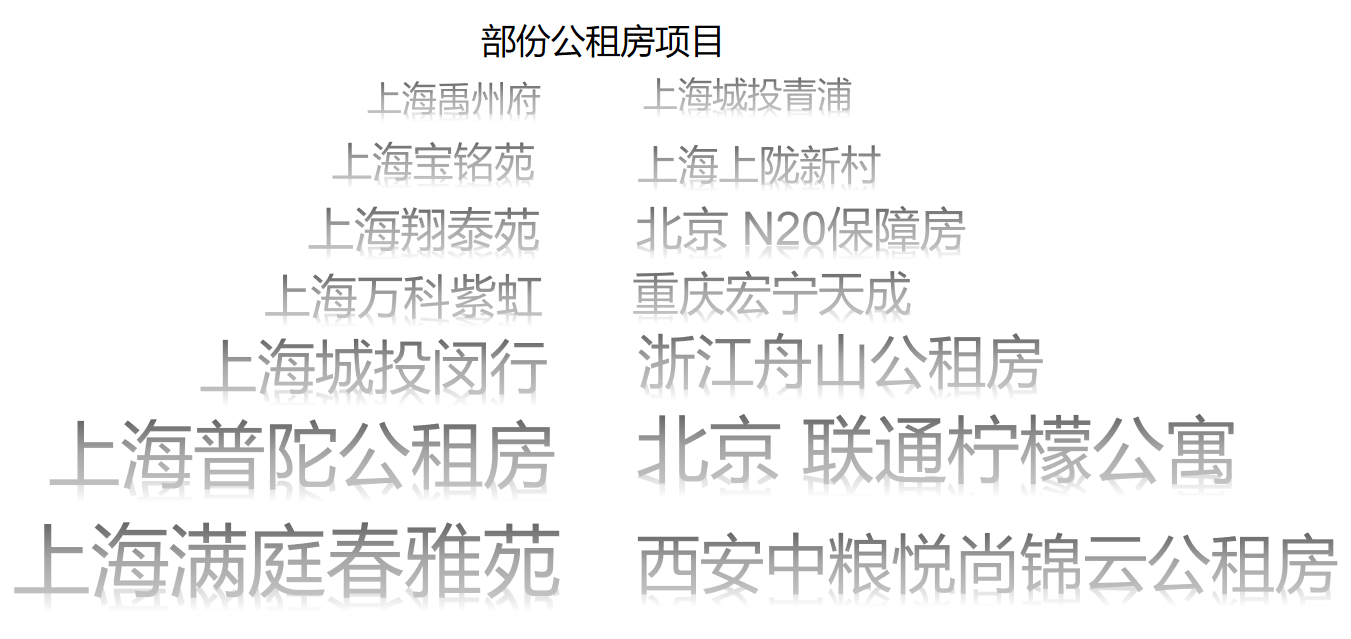 部份公租房项目
上海禹州府
上海城投青浦
上海宝铭苑
上海上陇新村
上海翔泰苑
北京 N20保障房
上海万科紫虹
重庆宏宁天成
上海城投闵行
浙江舟山公租房
上海普陀公租房
北京 联通柠檬公寓
上海满庭春雅苑
西安中粮悦尚锦云公租房